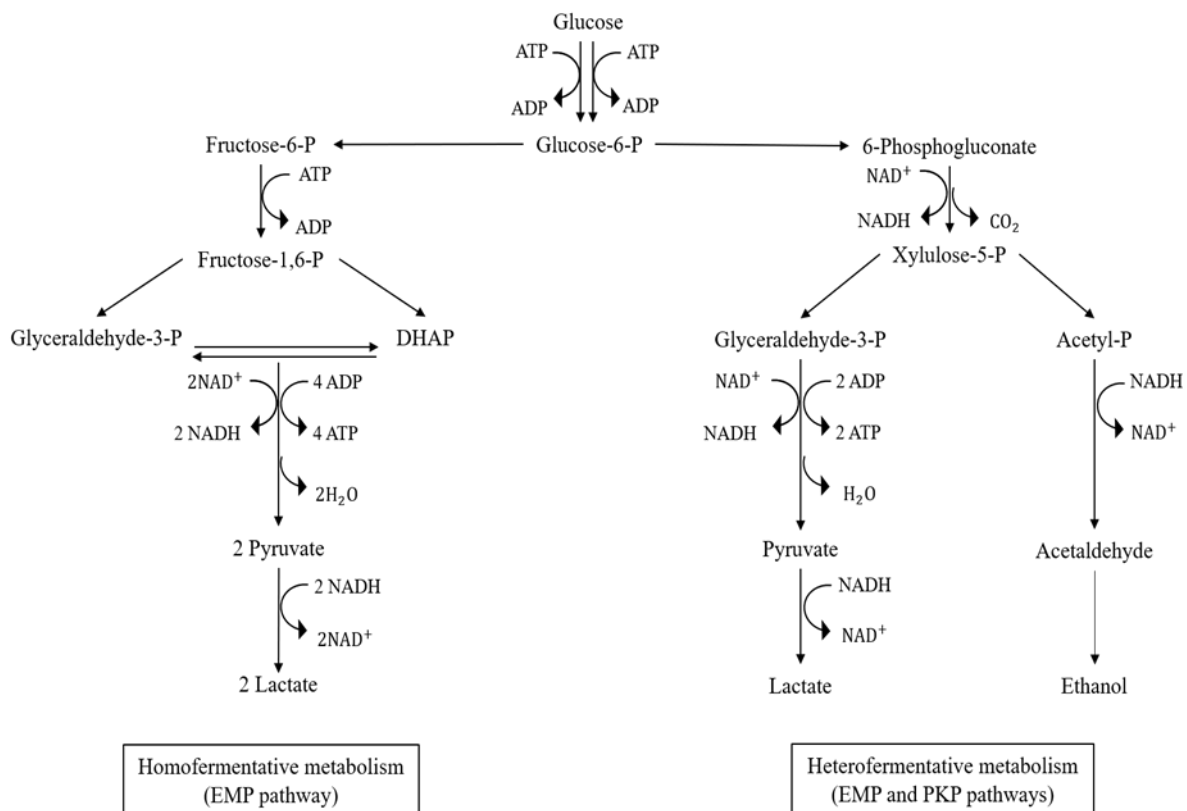 Glucose
ATP ATP
ADP ADP
Fructose-6-P Glucose-6-P 6-Phosphogluconate
ATP NAD⁺
ADP NADH CO₂
Fructose-1,6-P Xylulose-5-P
Glyceraldehyde-3-P DHAP Glyceraldehyde-3-P Acetyl-P
2NAD⁺ 4 ADP NAD⁺ 2 ADP NADH
2 NADH 4 ATP NADH 2 ATP NAD⁺
2H₂O H₂O
2 Pyruvate Pyruvate Acetaldehyde
2 NADH NADH
2NAD⁺ NAD⁺
2 Lactate Lactate Ethanol
Homofermentative metabolism
(EMP pathway)
Heterofermentative metabolism
(EMP and PKP pathways)